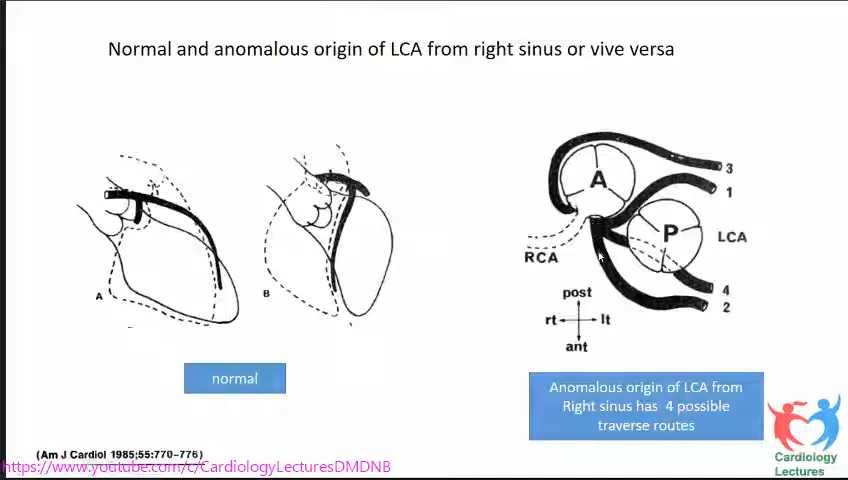 Normal and anomalous origin of LCA from right sinus or vive versa
A
B
normal
A
P
3
1
LCA
RCA
4
2
post
rt
lt
ant
Anomalous origin of LCA from
Right sinus has 4 possible
traverse routes
(Am J Cardiol 1985;55:770–776)
https://www.youtube.com/c/CardiologyLecturesDMDNB
Cardiology
Lectures